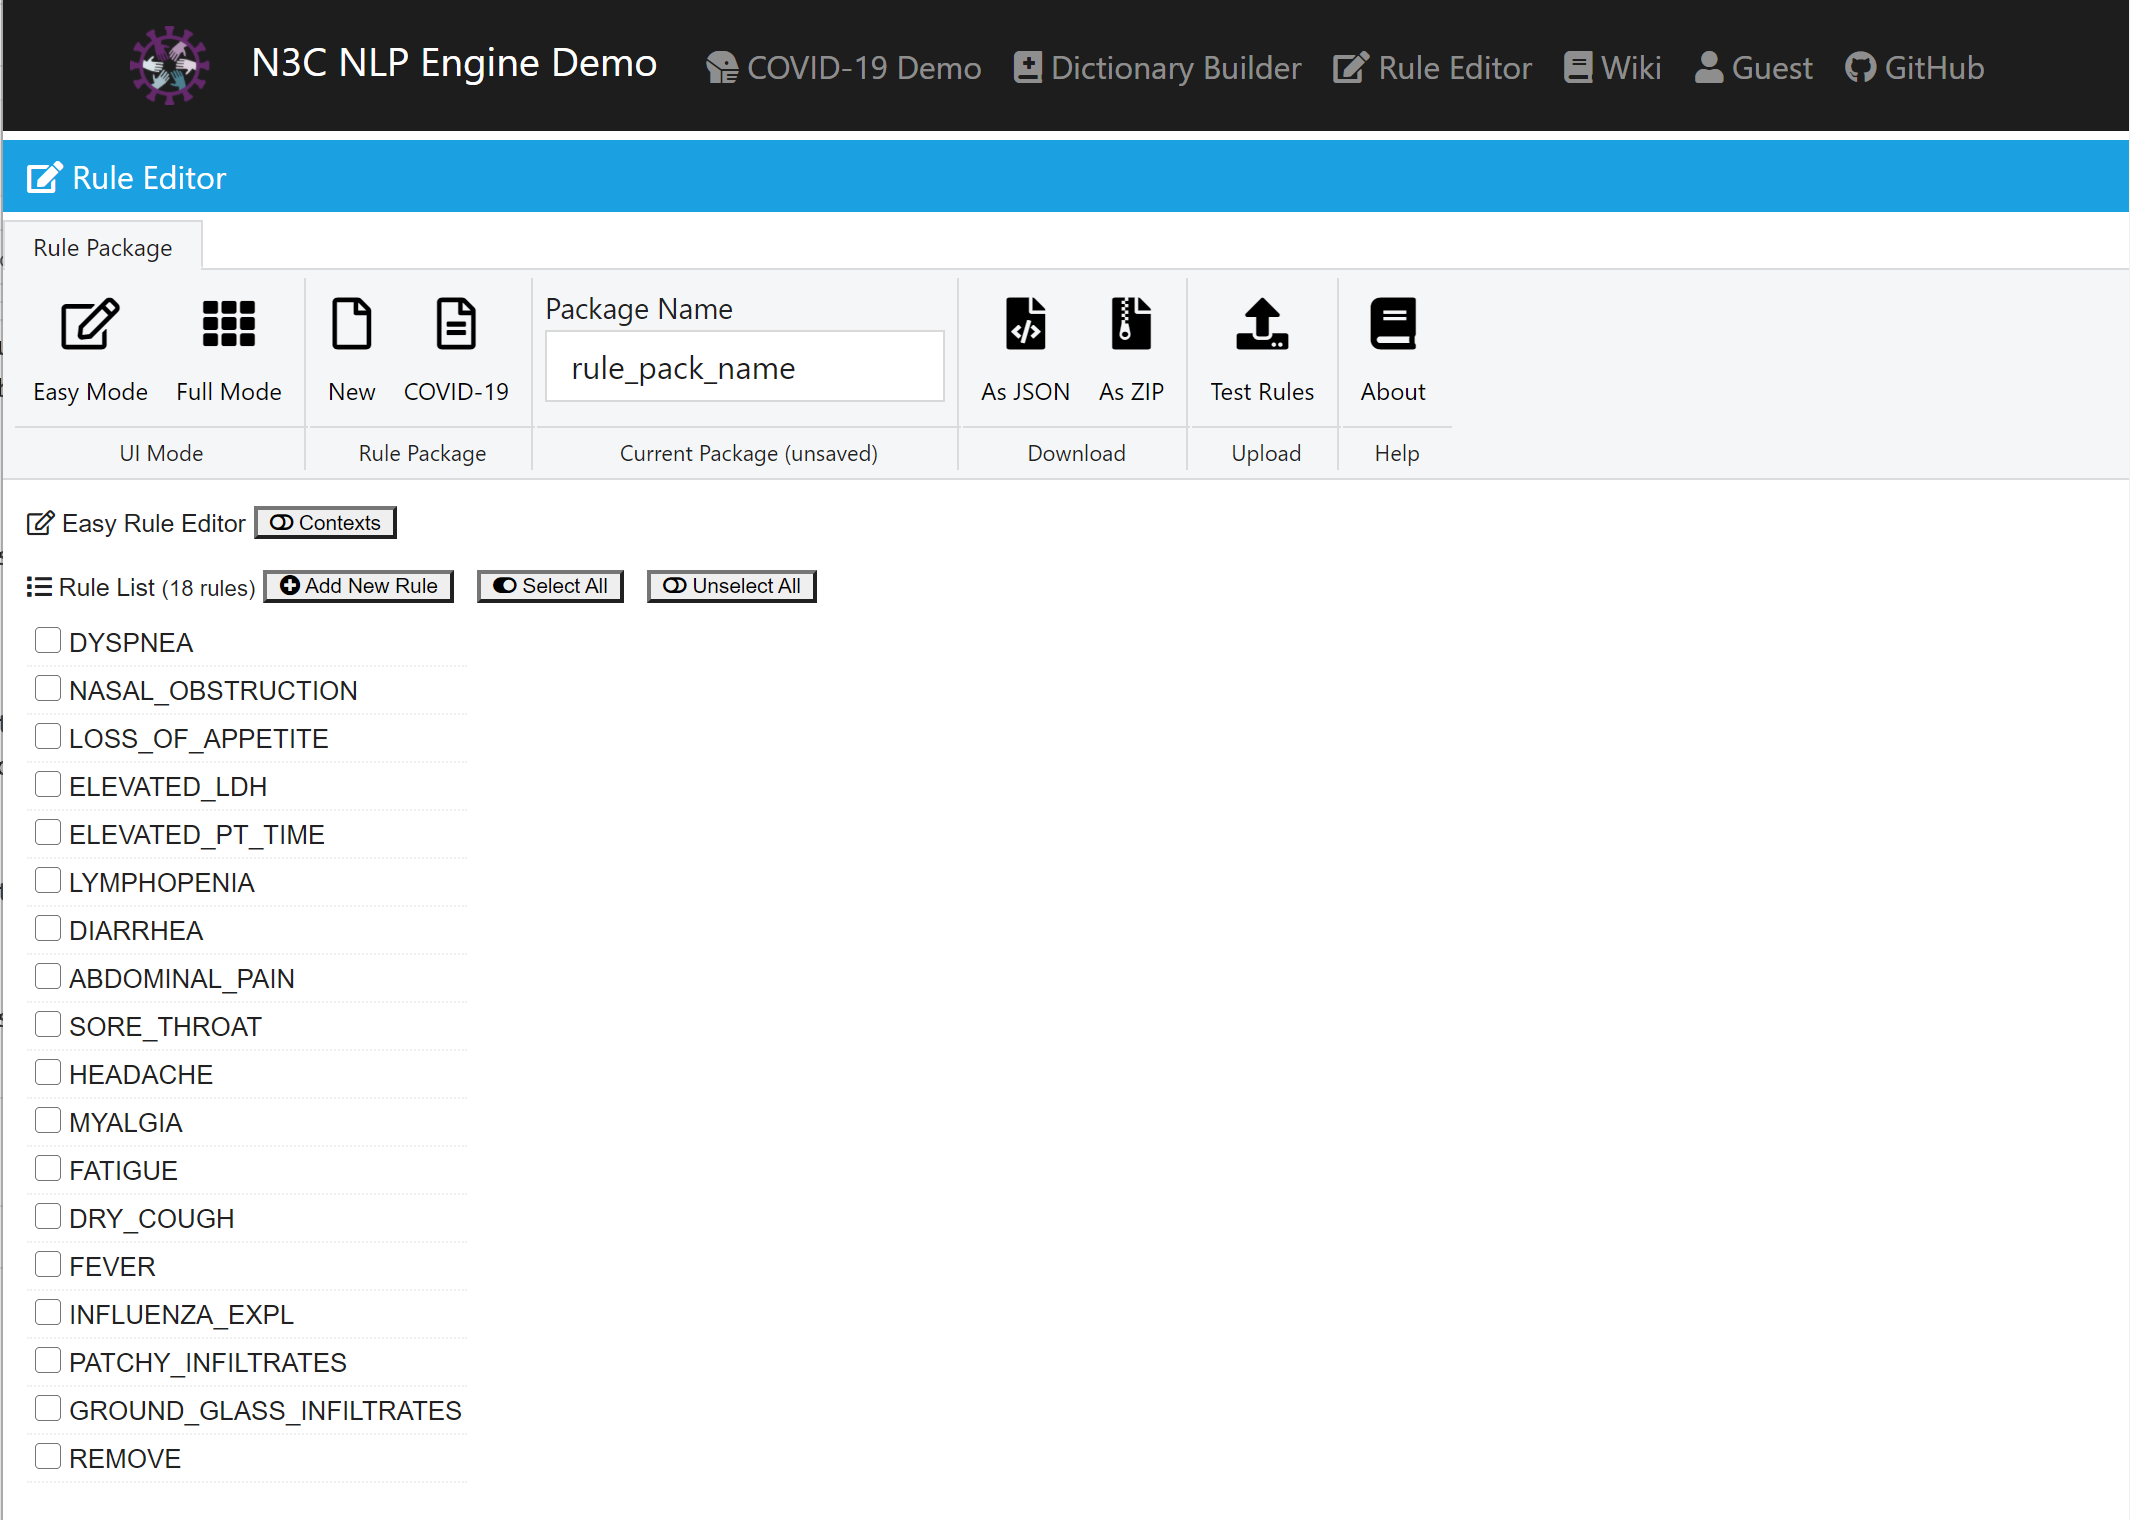 N3C NLP Engine Demo COVID-19 Demo Dictionary Builder Rule Editor Wiki Guest GitHub
Rule Editor
Rule Package
Package Name
rule_pack_name
Easy Mode Full Mode New COVID-19 As JSON As ZIP Test Rules About
UI Mode Rule Package Current Package (unsaved) Download Upload Help
Easy Rule Editor Contexts
Rule List (18 rules) Add New Rule Select All Unselect All
DYSPNEA
NASAL_OBSTRUCTION
LOSS_OF_APPETITE
ELEVATED_LDH
ELEVATED_PT_TIME
LYMPHOPENIA
DIARRHEA
ABDOMINAL_PAIN
SORE_THROAT
HEADACHE
MYALGIA
FATIGUE
DRY_COUGH
FEVER
INFLUENZA_EXPL
PATCHY_INFILTRATES
GROUND_GLASS_INFILTRATES
REMOVE